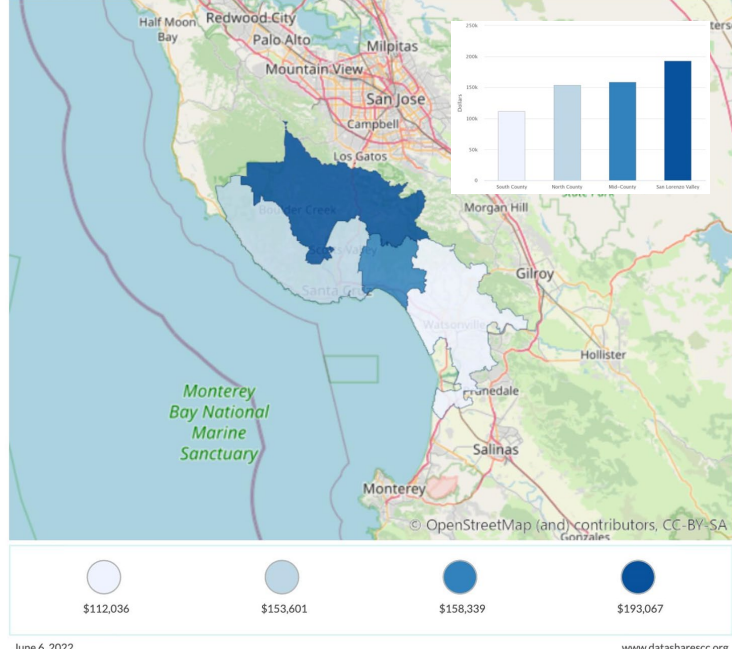 Half Moon
Bay
Redwood City
Palo Alto
Milpitas
Mountain View
San Jose
Campbell
Los Gatos
250k
200k
150k
100k
50k
0
Dollars
South County
North County
Mid-County
San Lorenzo Valley
State Park
Morgan Hill
Boulder Creek
Scotts Valley
Santa Cruz
Gilroy
Watsonville
Hollister
Prunedale
Monterey
Bay National
Marine
Sanctuary
Salinas
Monterey
© OpenStreetMap (and) contributors, CC-BY-SA
Gonzales
$112,036
$153,601
$158,339
$193,067
June 6, 2022
www.datasharescc.org